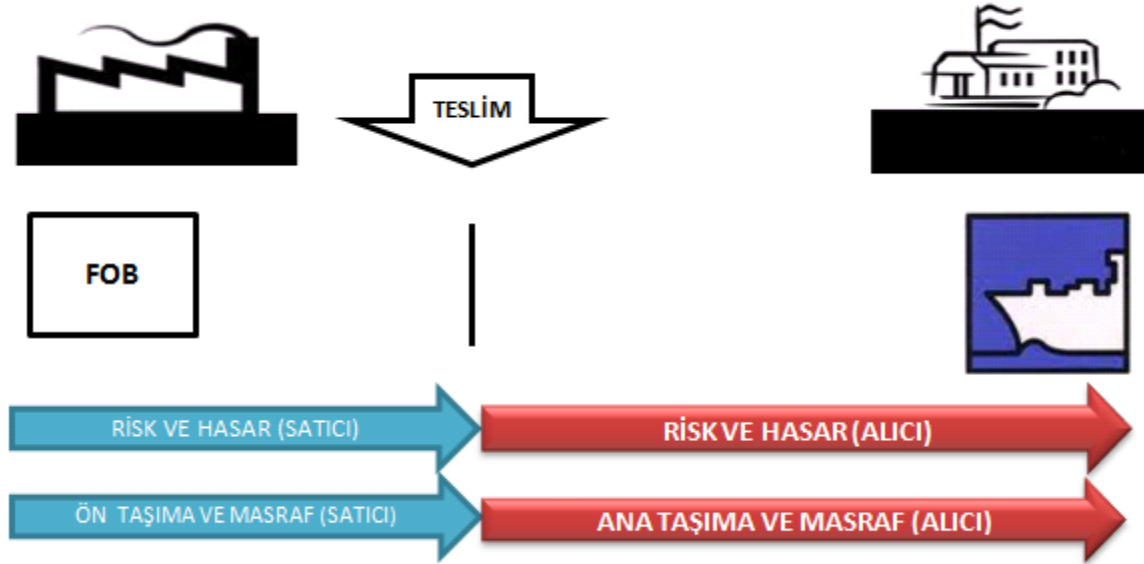 TESLİM
FOB
RİSK VE HASAR (SATICI)
RİSK VE HASAR (ALICI)
ÖN TAŞIMA VE MASRAF (SATICI)
ANA TAŞIMA VE MASRAF (ALICI)